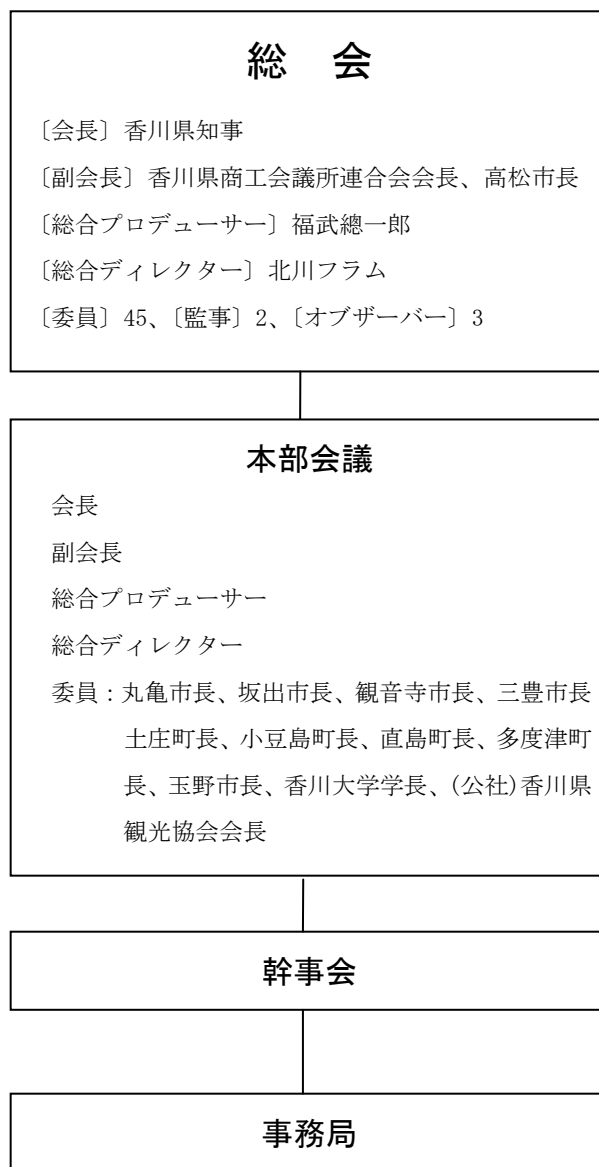 総　会
〔会長〕香川県知事
〔副会長〕香川県商工会議所連合会会長、高松市長
〔総合プロデューサー〕福武總一郎
〔総合ディレクター〕北川フラム
〔委員〕45、〔監事〕2、〔オブザーバー〕3
本部会議
会長
副会長
総合プロデューサー
総合ディレクター
委員：丸亀市長、坂出市長、観音寺市長、三豊市長
土庄町長、小豆島町長、直島町長、多度津町
長、玉野市長、香川大学学長、(公社)香川県
観光協会会長
幹事会
事務局